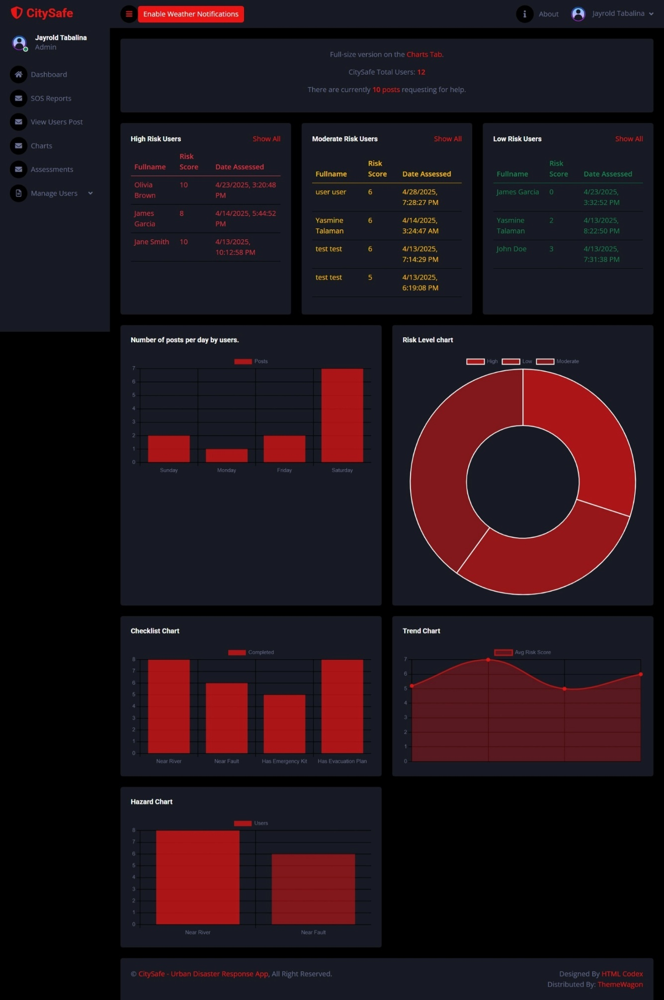 CitySafe
Enable Weather Notifications
About
Jayrold Tabalina
Jayrold Tabalina
Admin
Dashboard
SOS Reports
View Users Post
Charts
Assessments
Manage Users
Full-size version on the Charts Tab.
CitySafe Total Users: 12
There are currently 10 posts requesting for help.
High Risk Users
Show All
Fullname
Risk
Score
Date Assessed
Olivia
Brown
10
4/23/2025, 3:20:48
PM
James
Garcia
8
4/14/2025, 5:44:52
PM
Jane Smith
10
4/13/2025,
10:12:58 PM
Moderate Risk Users
Show All
Fullname
Risk
Score
Date Assessed
user user
6
4/28/2025,
7:28:27 PM
Yasmine
Talaman
6
4/14/2025,
3:24:47 AM
test test
6
4/13/2025,
7:14:29 PM
test test
5
4/13/2025,
6:19:08 PM
Low Risk Users
Show All
Fullname
Risk
Score
Date Assessed
James Garcia
0
4/23/2025,
3:32:52 PM
Yasmine
Talaman
2
4/13/2025,
8:22:50 PM
John Doe
3
4/13/2025,
7:31:38 PM
Number of posts per day by users.
Posts
7
6
5
4
3
2
1
0
Sunday
Monday
Friday
Saturday
Risk Level chart
High
Low
Moderate
Checklist Chart
Completed
8
7
6
5
4
3
2
1
0
Near River
Near Fault
Has Emergency Kit
Has Evacuation Plan
Trend Chart
Avg Risk Score
7
6
5
4
3
2
1
0
Hazard Chart
Users
8
7
6
5
4
3
2
1
0
Near River
Near Fault
© CitySafe - Urban Disaster Response App, All Right Reserved.
Designed By HTML Codex
Distributed By: ThemeWagon